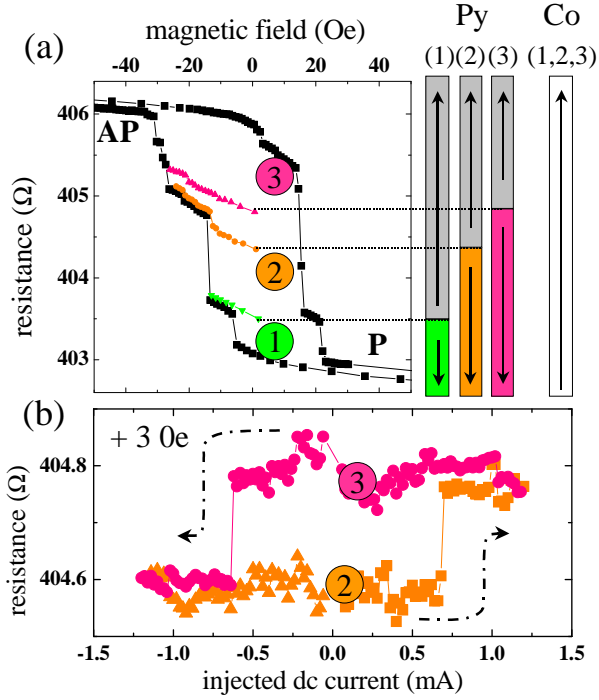 (a)
magnetic field (Oe)
-40 -20 0 20 40
Py
Co
(1) (2) (3) (1,2,3)
406
405
404
403
resistance (Ω)
AP
3
2
1
P
(b)
+ 3 0e
404.8
404.6
resistance (Ω)
3
2
-1.5 -1.0 -0.5 0.0 0.5 1.0 1.5
injected dc current (mA)